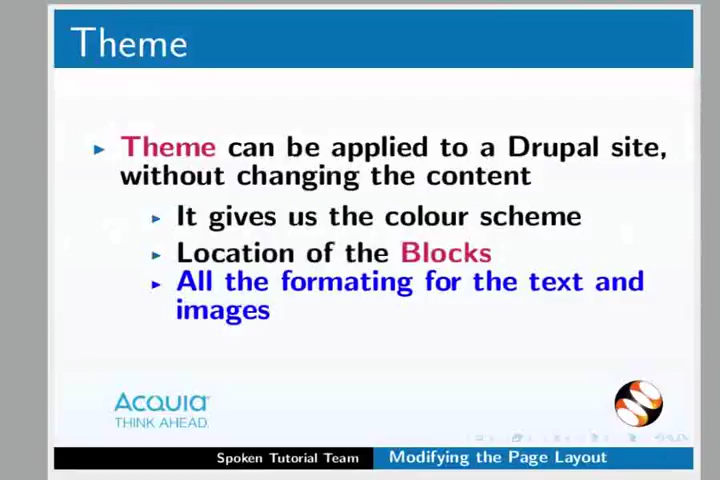 Theme
Theme can be applied to a Drupal site,
without changing the content
It gives us the colour scheme
Location of the Blocks
All the formating for the text and
images
ACQUIA
THINK AHEAD.
Spoken Tutorial Team
Modifying the Page Layout